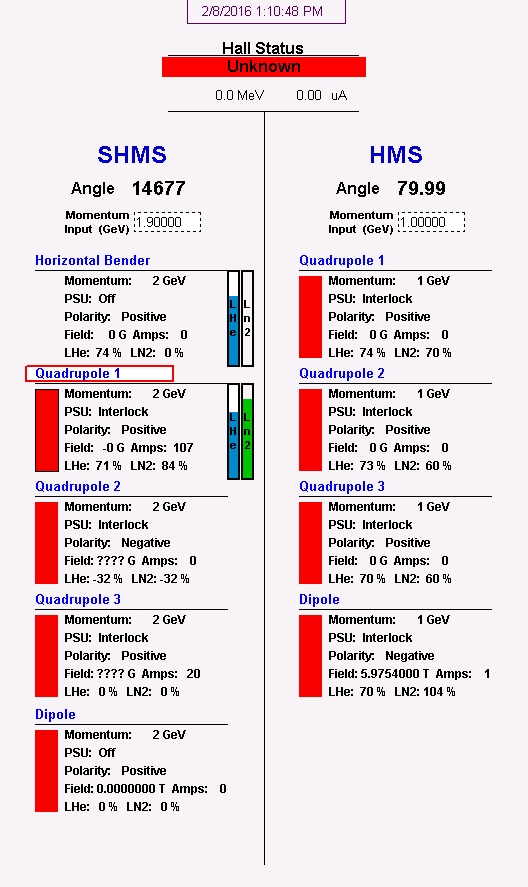 2/8/2016 1:10:48 PM
Hall Status
Unknown
0.0 MeV 0.00 uA
SHMS
Angle 14677
Momentum
Input (GeV) 1.90000
Horizontal Bender
Momentum: 2 GeV
PSU: Off
Polarity: Positive
Field: 0 G Amps: 0
LHe: 74 % LN2: 0 %
LHe
Ln2
Quadrupole 1
Momentum: 2 GeV
PSU: Interlock
Polarity: Positive
Field: -0 G Amps: 107
LHe: 71 % LN2: 84 %
LHe
Ln2
Quadrupole 2
Momentum: 2 GeV
PSU: Interlock
Polarity: Negative
Field: ???? G Amps: 0
LHe: -32 % LN2: -32 %
Quadrupole 3
Momentum: 2 GeV
PSU: Interlock
Polarity: Positive
Field: ???? G Amps: 20
LHe: 0 % LN2: 0 %
Dipole
Momentum: 2 GeV
PSU: Off
Polarity: Positive
Field: 0.0000000 T Amps: 0
LHe: 0 % LN2: 0 %
HMS
Angle 79.99
Momentum
Input (GeV) 1.00000
Quadrupole 1
Momentum: 1 GeV
PSU: Interlock
Polarity: Positive
Field: 0 G Amps: 0
LHe: 74 % LN2: 70 %
Quadrupole 2
Momentum: 1 GeV
PSU: Interlock
Polarity: Positive
Field: 0 G Amps: 0
LHe: 73 % LN2: 60 %
Quadrupole 3
Momentum: 1 GeV
PSU: Interlock
Polarity: Positive
Field: 0 G Amps: 0
LHe: 70 % LN2: 60 %
Dipole
Momentum: 1 GeV
PSU: Interlock
Polarity: Negative
Field: 5.9754000 T Amps: 1
LHe: 70 % LN2: 104 %